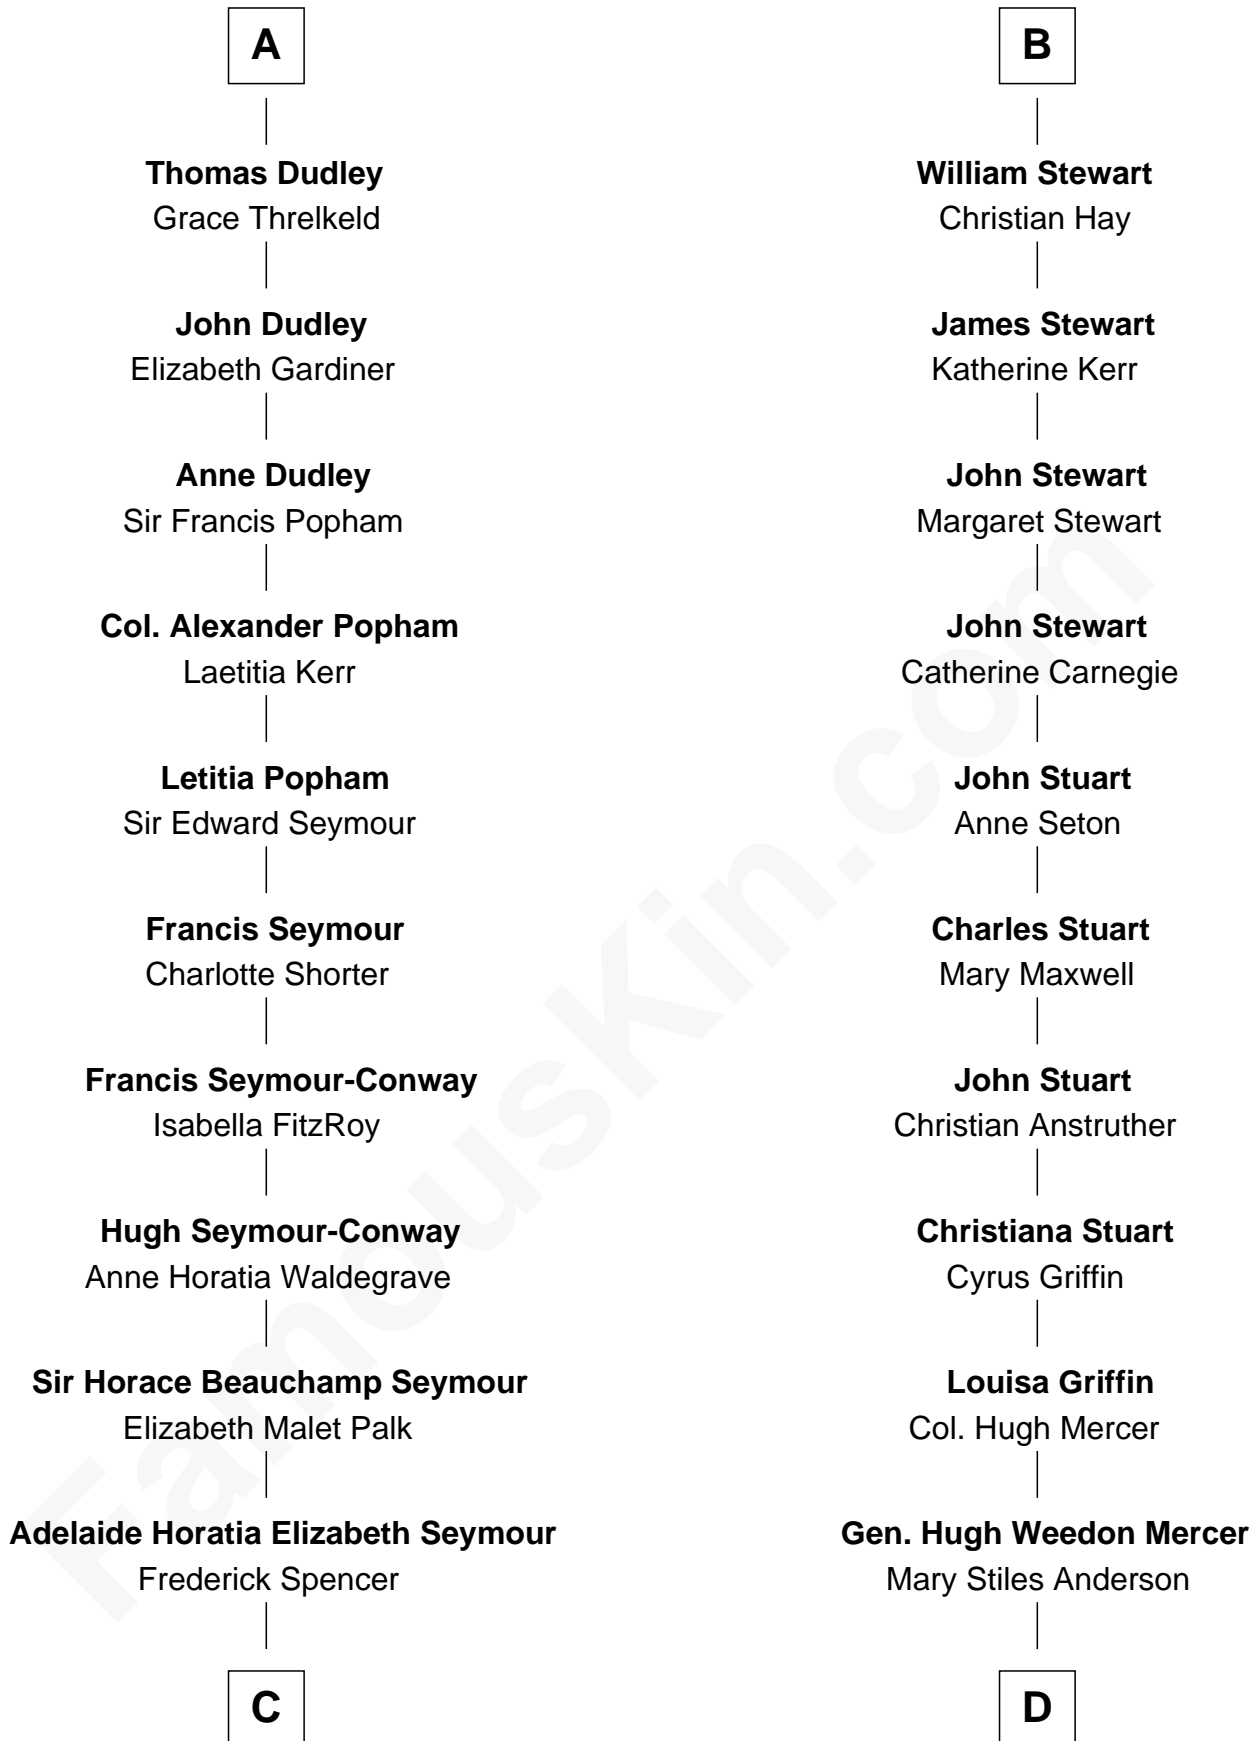 A
Thomas Dudley
Grace Threlkeld
John Dudley
Elizabeth Gardiner
Anne Dudley
Sir Francis Popham
Col. Alexander Popham
Laetitia Kerr
Letitia Popham
Sir Edward Seymour
Francis Seymour
Charlotte Shorter
Francis Seymour-Conway
Isabella FitzRoy
Hugh Seymour-Conway
Anne Horatia Waldegrave
Sir Horace Beauchamp Seymour
Elizabeth Malet Palk
Adelaide Horatia Elizabeth Seymour
Frederick Spencer
C
B
William Stewart
Christian Hay
James Stewart
Katherine Kerr
John Stewart
Margaret Stewart
John Stewart
Catherine Carnegie
John Stuart
Anne Seton
Charles Stuart
Mary Maxwell
John Stuart
Christian Anstruther
Christiana Stuart
Cyrus Griffin
Louisa Griffin
Col. Hugh Mercer
Gen. Hugh Weedon Mercer
Mary Stiles Anderson
D
FamousKin.com